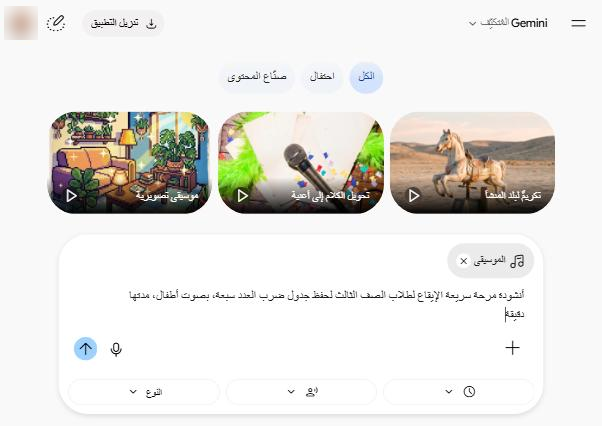 Gemini المُتكيِّف
تنزيل التطبيق
الكل
احتفال
صنّاع المحتوى
تكريمٌ لبلد المنشأ
تحويل الكلام إلى أغنية
موسيقى تصويرية
الموسيقى
أنشودة مرحة سريعة الإيقاع لطلاب الصف الثالث لحفظ جدول ضرب العدد سبعة، بصوت أطفال، مدتها
دقيقة
النوع